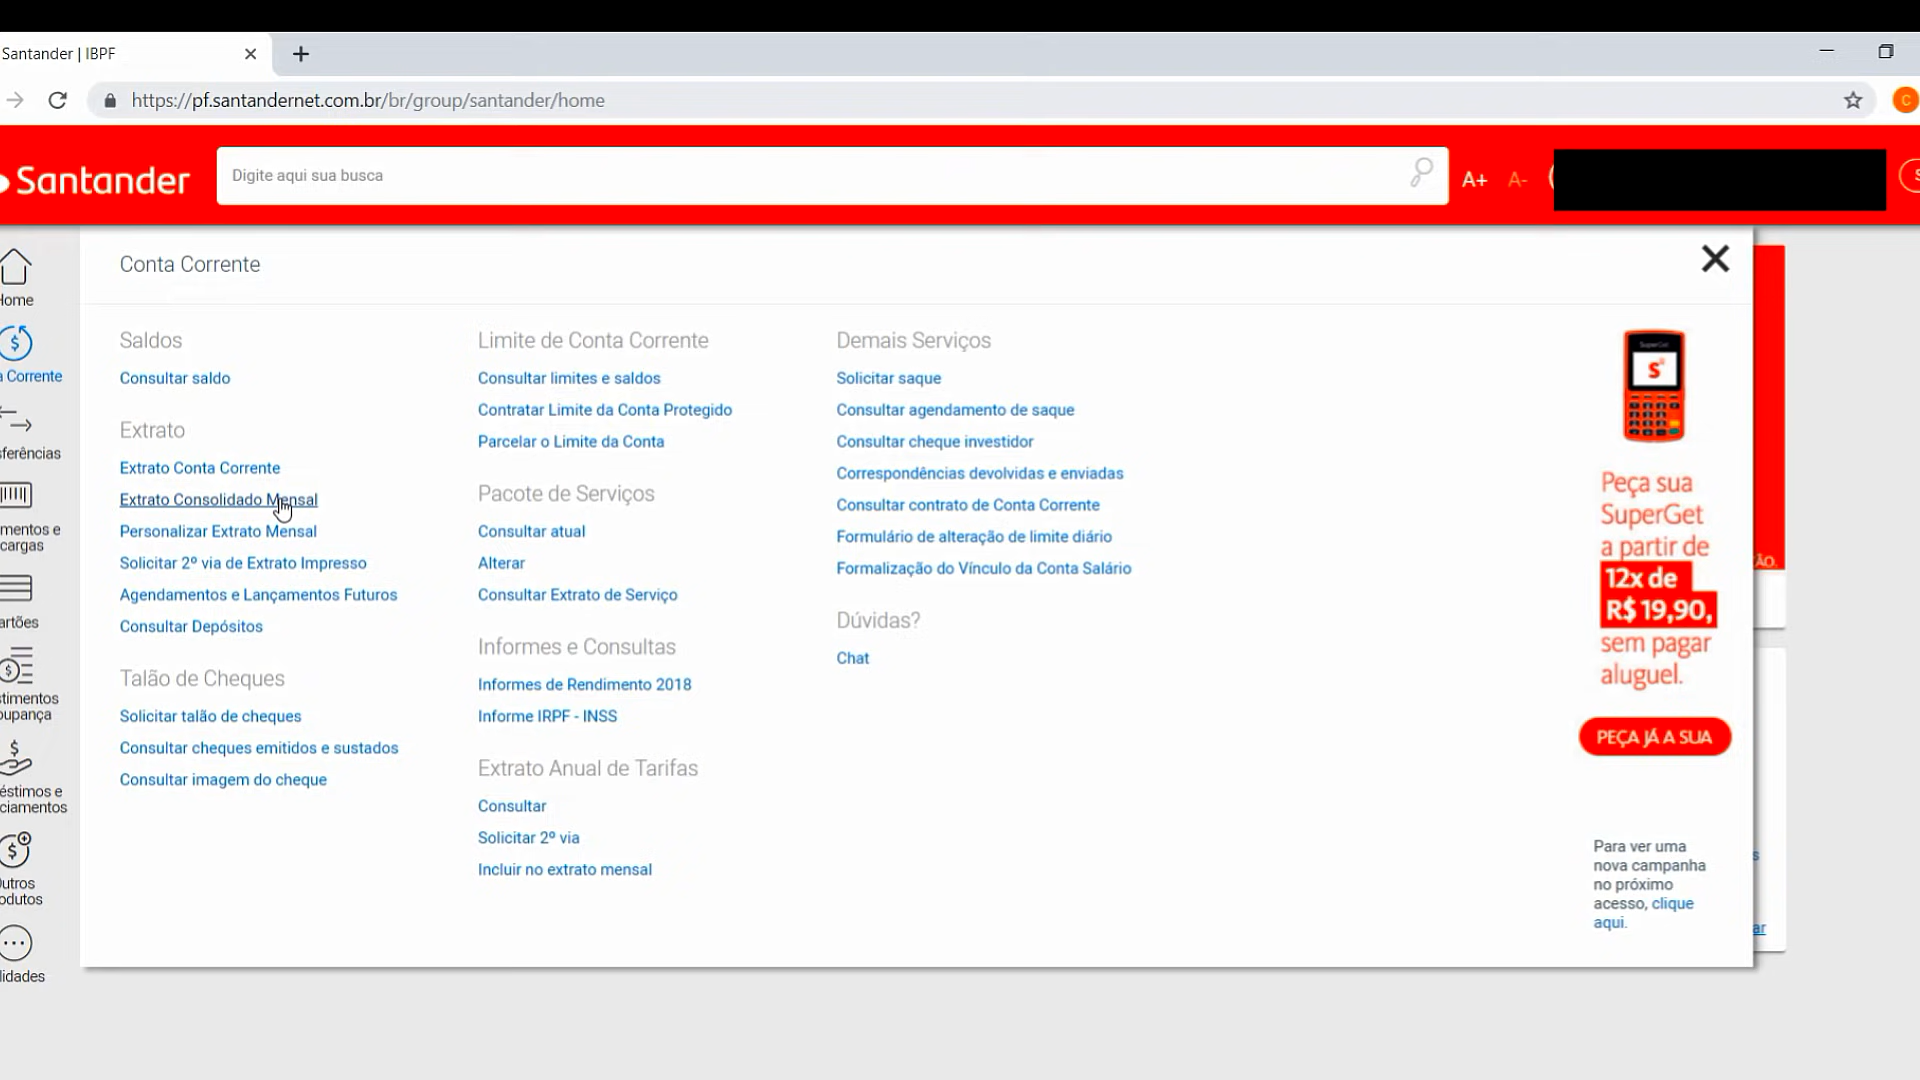 Santander | IBPF
https://pf.santandernet.com.br/br/group/santander/home
C
Santander
Digite aqui sua busca
A+ A-
Home
Corrente
Conta Corrente
Saldos
Consultar saldo
Extrato
Extrato Conta Corrente
Extrato Consolidado Mensal
Personalizar Extrato Mensal
Solicitar 2º via de Extrato Impresso
Agendamentos e Lançamentos Futuros
Consultar Depósitos
Talão de Cheques
Solicitar talão de cheques
Consultar cheques emitidos e sustados
Consultar imagem do cheque
Limite de Conta Corrente
Consultar limites e saldos
Contratar Limite da Conta Protegido
Parcelar o Limite da Conta
Pacote de Serviços
Consultar atual
Alterar
Consultar Extrato de Serviço
Informes e Consultas
Informes de Rendimento 2018
Informe IRPF - INSS
Extrato Anual de Tarifas
Consultar
Solicitar 2º via
Incluir no extrato mensal
Demais Serviços
Solicitar saque
Consultar agendamento de saque
Consultar cheque investidor
Correspondências devolvidas e enviadas
Consultar contrato de Conta Corrente
Formulário de alteração de limite diário
Formalização do Vínculo da Conta Salário
Dúvidas?
Chat
SuperGet
Peça sua
SuperGet
a partir de
12x de
R$ 19,90,
sem pagar
aluguel.
PEÇA JÁ A SUA
Para ver uma
nova campanha
no próximo
acesso, clique
aqui.